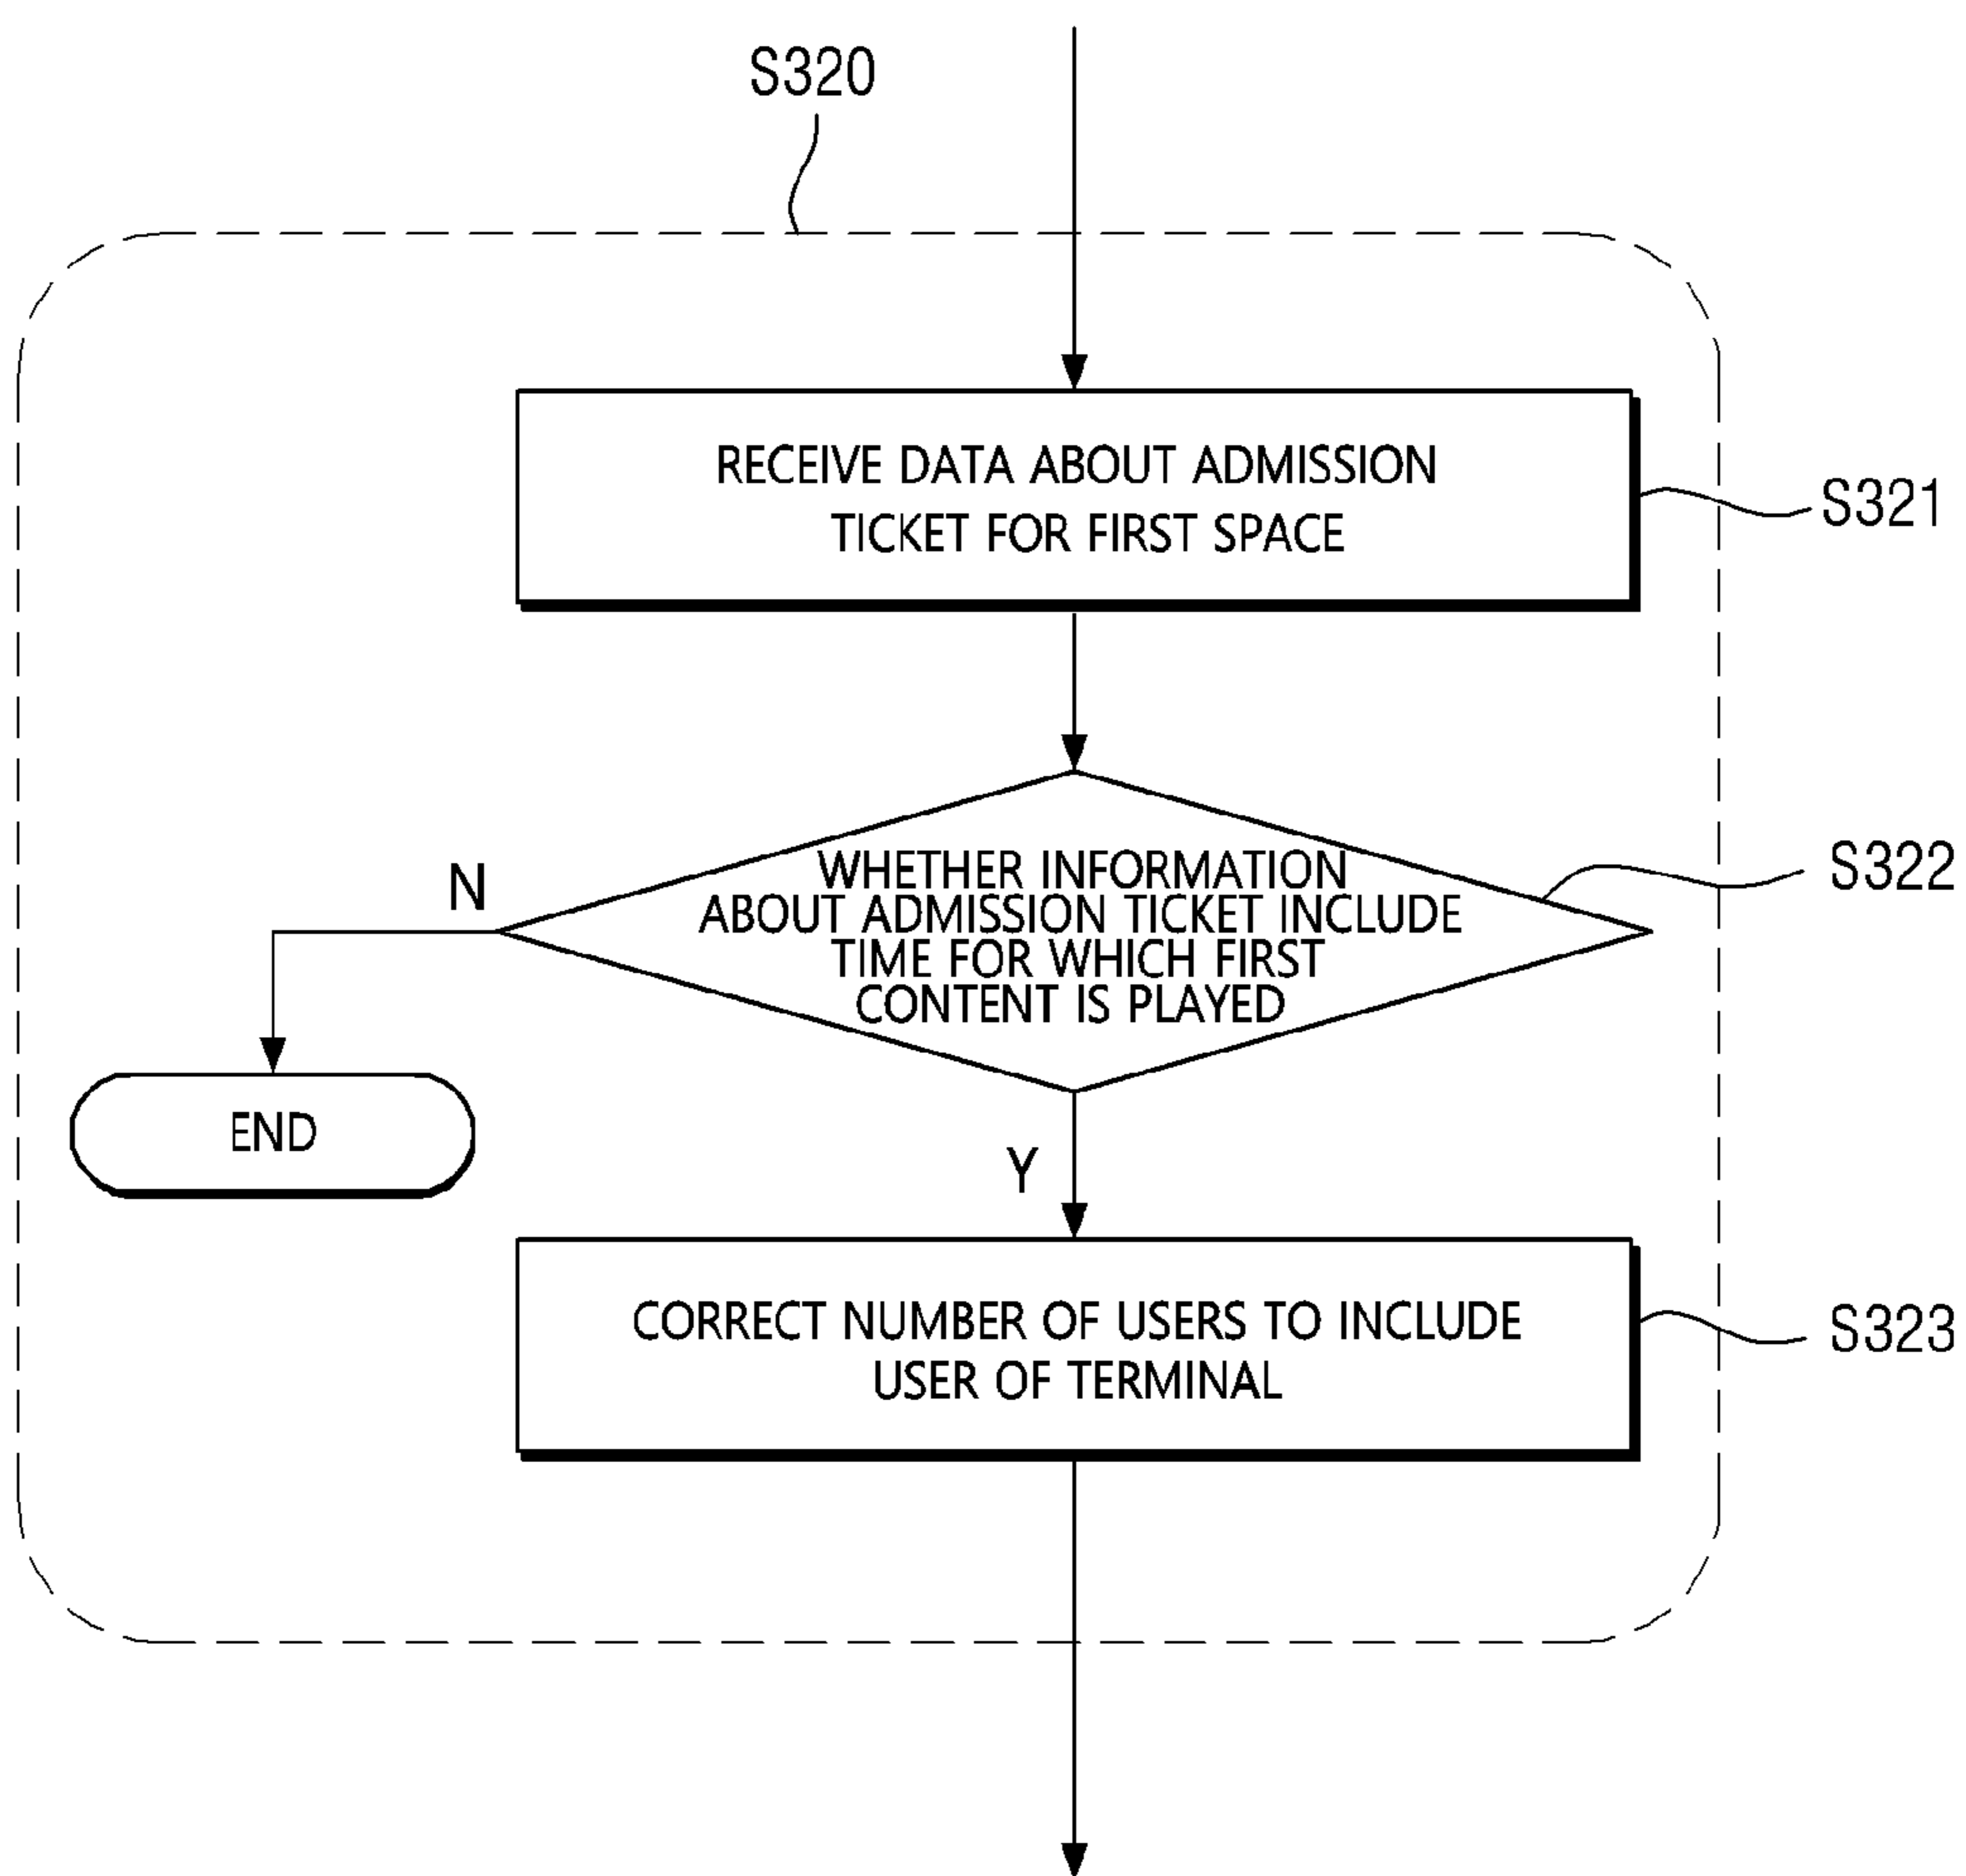 S320
RECEIVE DATA ABOUT ADMISSION
TICKET FOR FIRST SPACE
S321
WHETHER INFORMATION
ABOUT ADMISSION TICKET INCLUDE
TIME FOR WHICH FIRST
CONTENT IS PLAYED
S322
N
END
Y
CORRECT NUMBER OF USERS TO INCLUDE
USER OF TERMINAL
S323